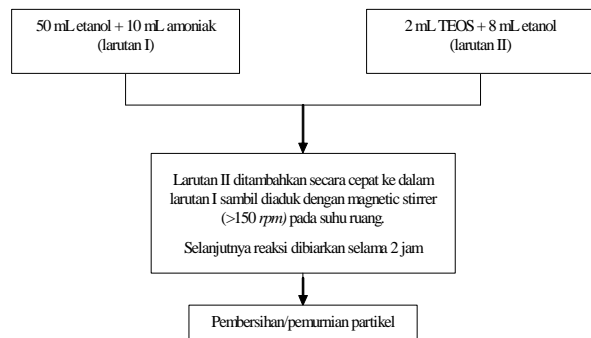 50 mL etanol + 10 mL amoniak
(larutan I)
2 mL TEOS + 8 mL etanol
(larutan II)
Larutan II ditambahkan secara cepat ke dalam
larutan I sambil diaduk dengan magnetic stirrer
(>150 rpm) pada suhu ruang.
Selanjutnya reaksi dibiarkan selama 2 jam
Pembersihan/pemurnian partikel